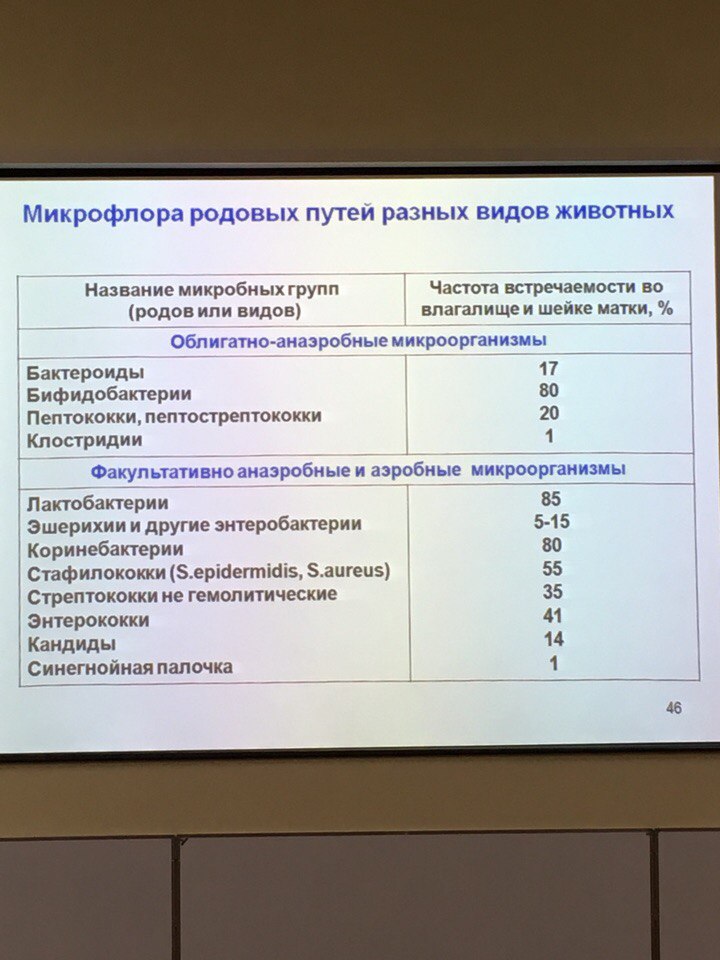 Микрофлора родовых путей разных видов животных
Название микробных групп
(родов или видов)
Частота встречаемости во
влагалище и шейке матки, %
Облигатно-анаэробные микроорганизмы
Бактероиды 17
Бифидобактерии 80
Пептококки, пептострептококки 20
Клостридии 1
Факультативно анаэробные и аэробные микроорганизмы
Лактобактерии 85
Эшерихии и другие энтеробактерии 5-15
Коринебактерии 80
Стафилококки (S.epidermidis, S.aureus) 55
Стрептококки не гемолитические 35
Энтерококки 41
Кандиды 14
Синегнойная палочка 1
46